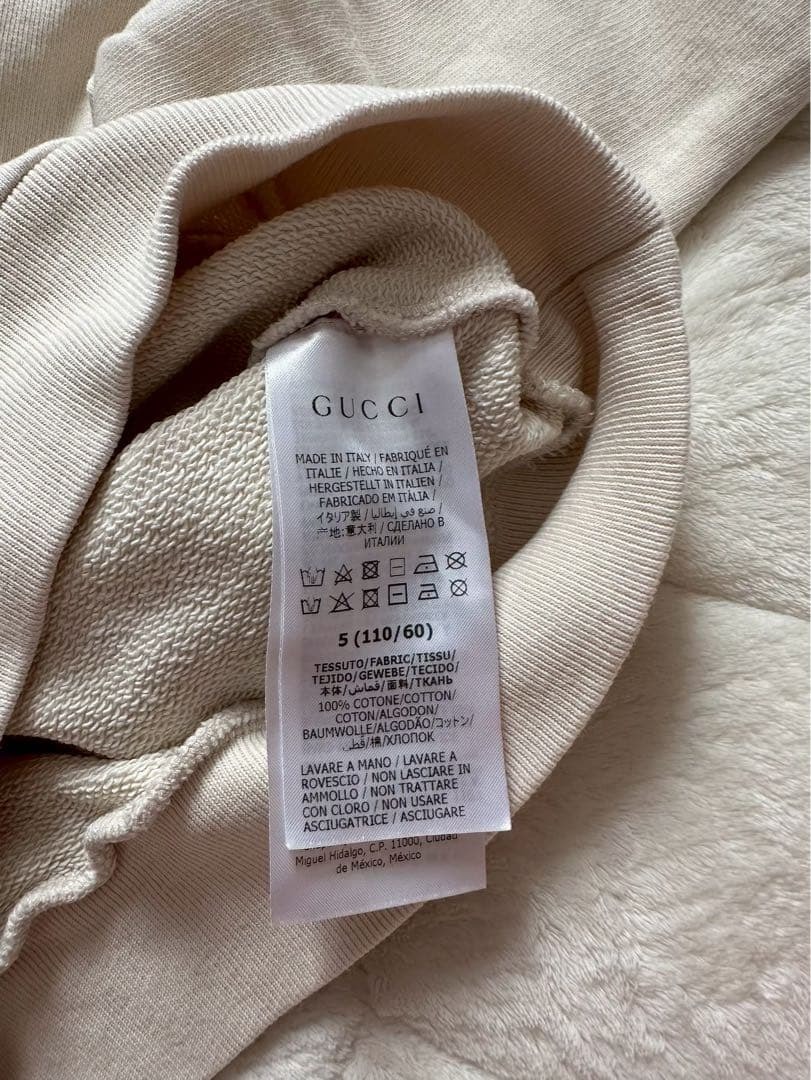 GUCCI
MADE IN ITALY / FABRIQUÉ EN
ITALIE / HECHO EN ITALIA /
HERGESTELLT IN ITALIEN /
FABRICADO EM ITÀLIA /
イタリア製 / صنع في إيطاليا /
产地:意大利 / СДЕЛАНО В
ИТАЛИИ
5 (110/60)
TESSUTO/FABRIC/TISSU/
TEJIDO/GEWEBE/TECIDO/
本体/قماش/面料/ТКАНЬ
100% COTONE/COTTON/
COTON/ALGODON/
BAUMWOLLE/ALGODÃO/コットン/
قطن/棉/ХЛОПОК
LAVARE A MANO / LAVARE A
ROVESCIO / NON LASCIARE IN
AMMOLLO / NON TRATTARE
CON CLORO / NON USARE
ASCIUGATRICE / ASCIUGARE
Miguel Hidalgo, C.P. 11000, Ciudad
de México, México